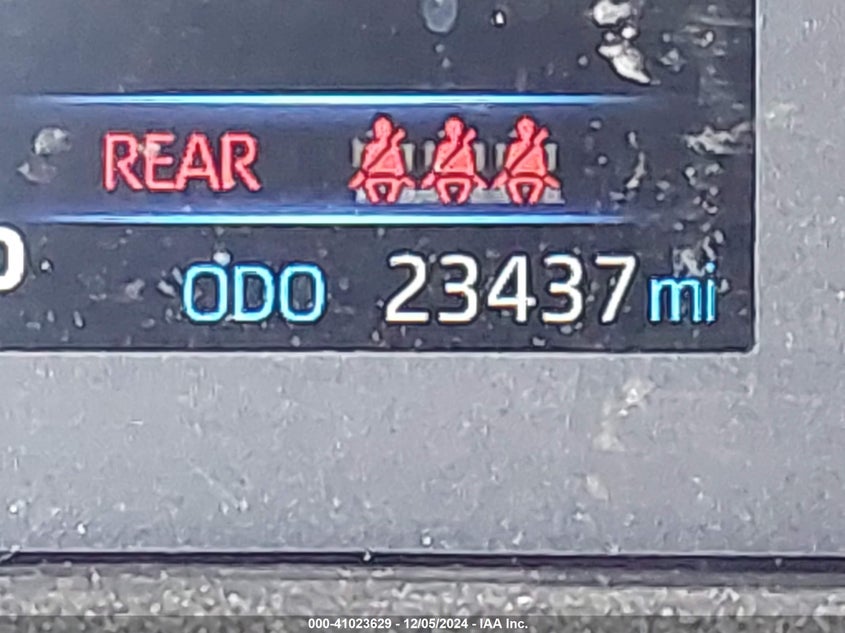 REAR
ODO 23437 mi
000-41023629 - 12/05/2024 - IAA Inc.